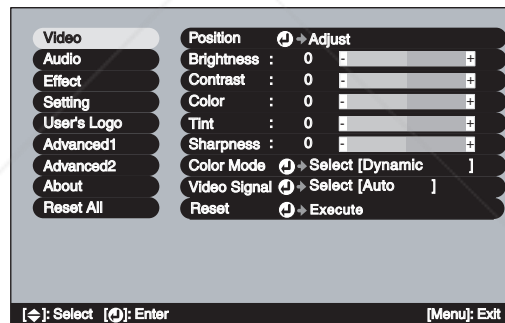 Video
Audio
Effect
Setting
User's Logo
Advanced1
Advanced2
About
Reset All
Position Adjust
Brightness : 0 - +
Contrast : 0 - +
Color : 0 - +
Tint : 0 - +
Sharpness : 0 - +
Color Mode Select [Dynamic ]
Video Signal Select [Auto ]
Reset Execute
[ ]: Select [ ]: Enter [Menu]: Exit